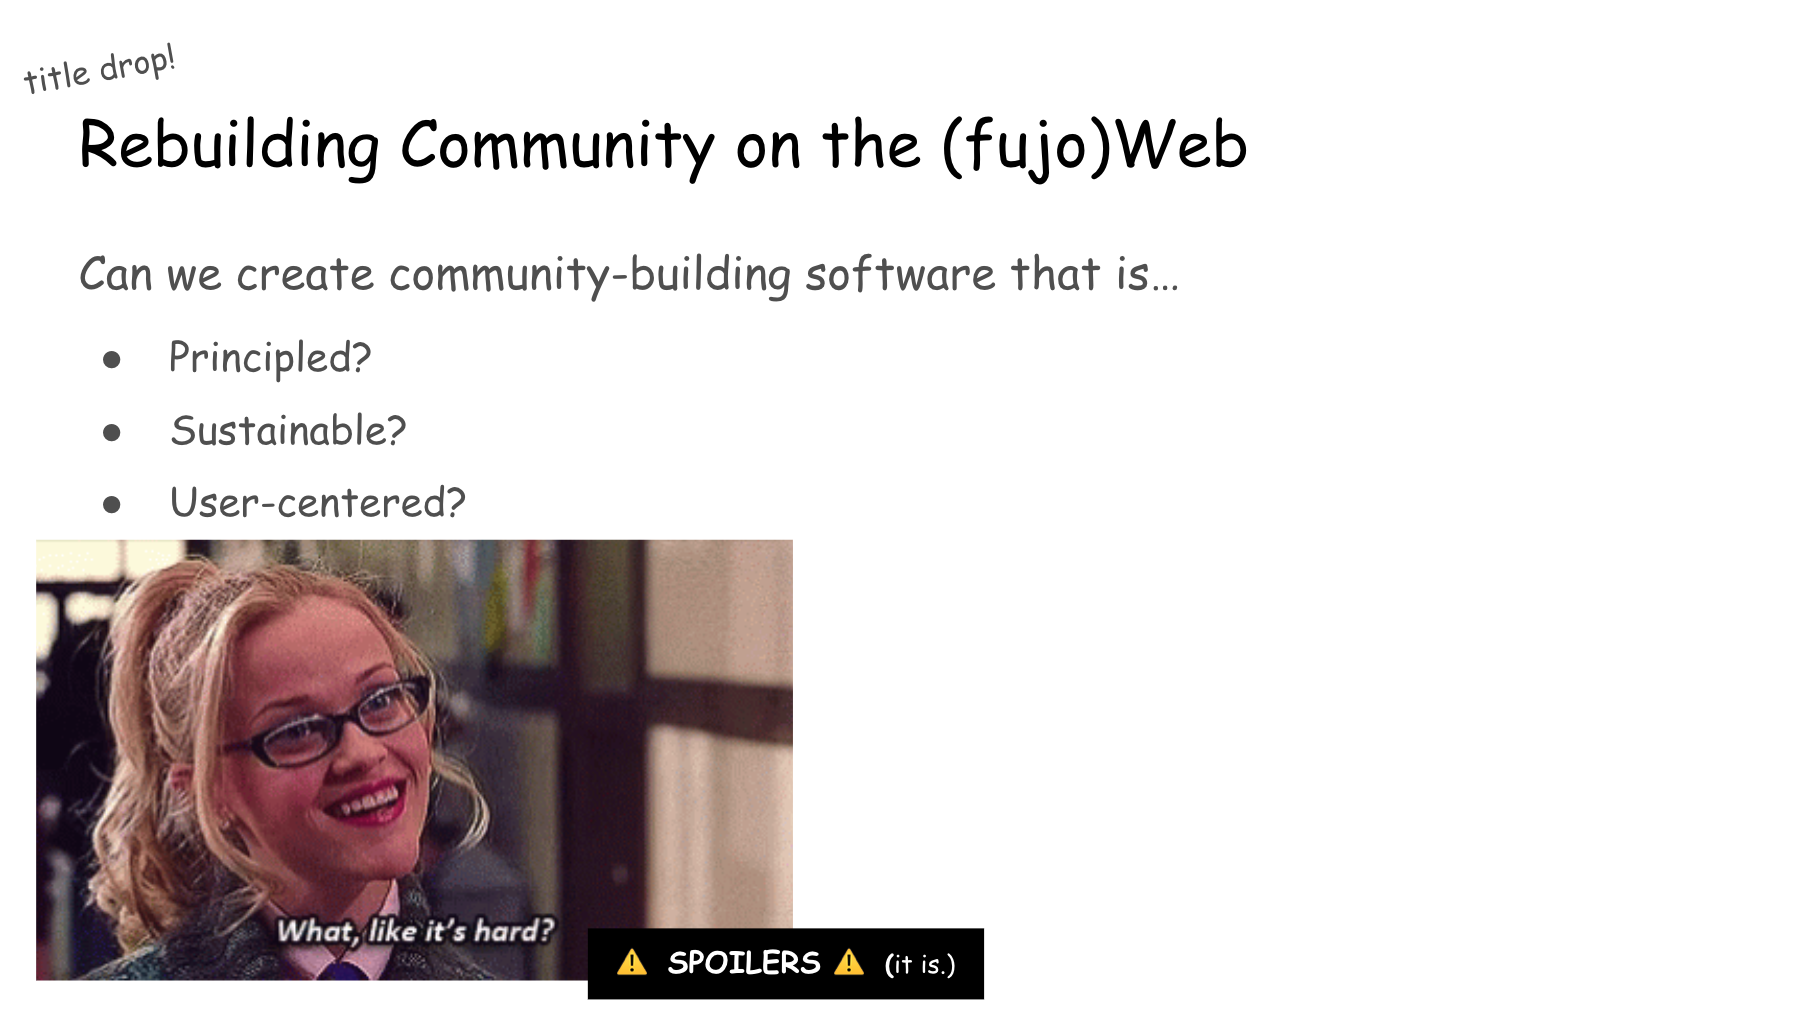 title drop!
Rebuilding Community on the (fujo)Web
Can we create community-building software that is...
● Principled?
● Sustainable?
● User-centered?
What, like it's hard?
⚠️ SPOILERS ⚠️ (it is.)